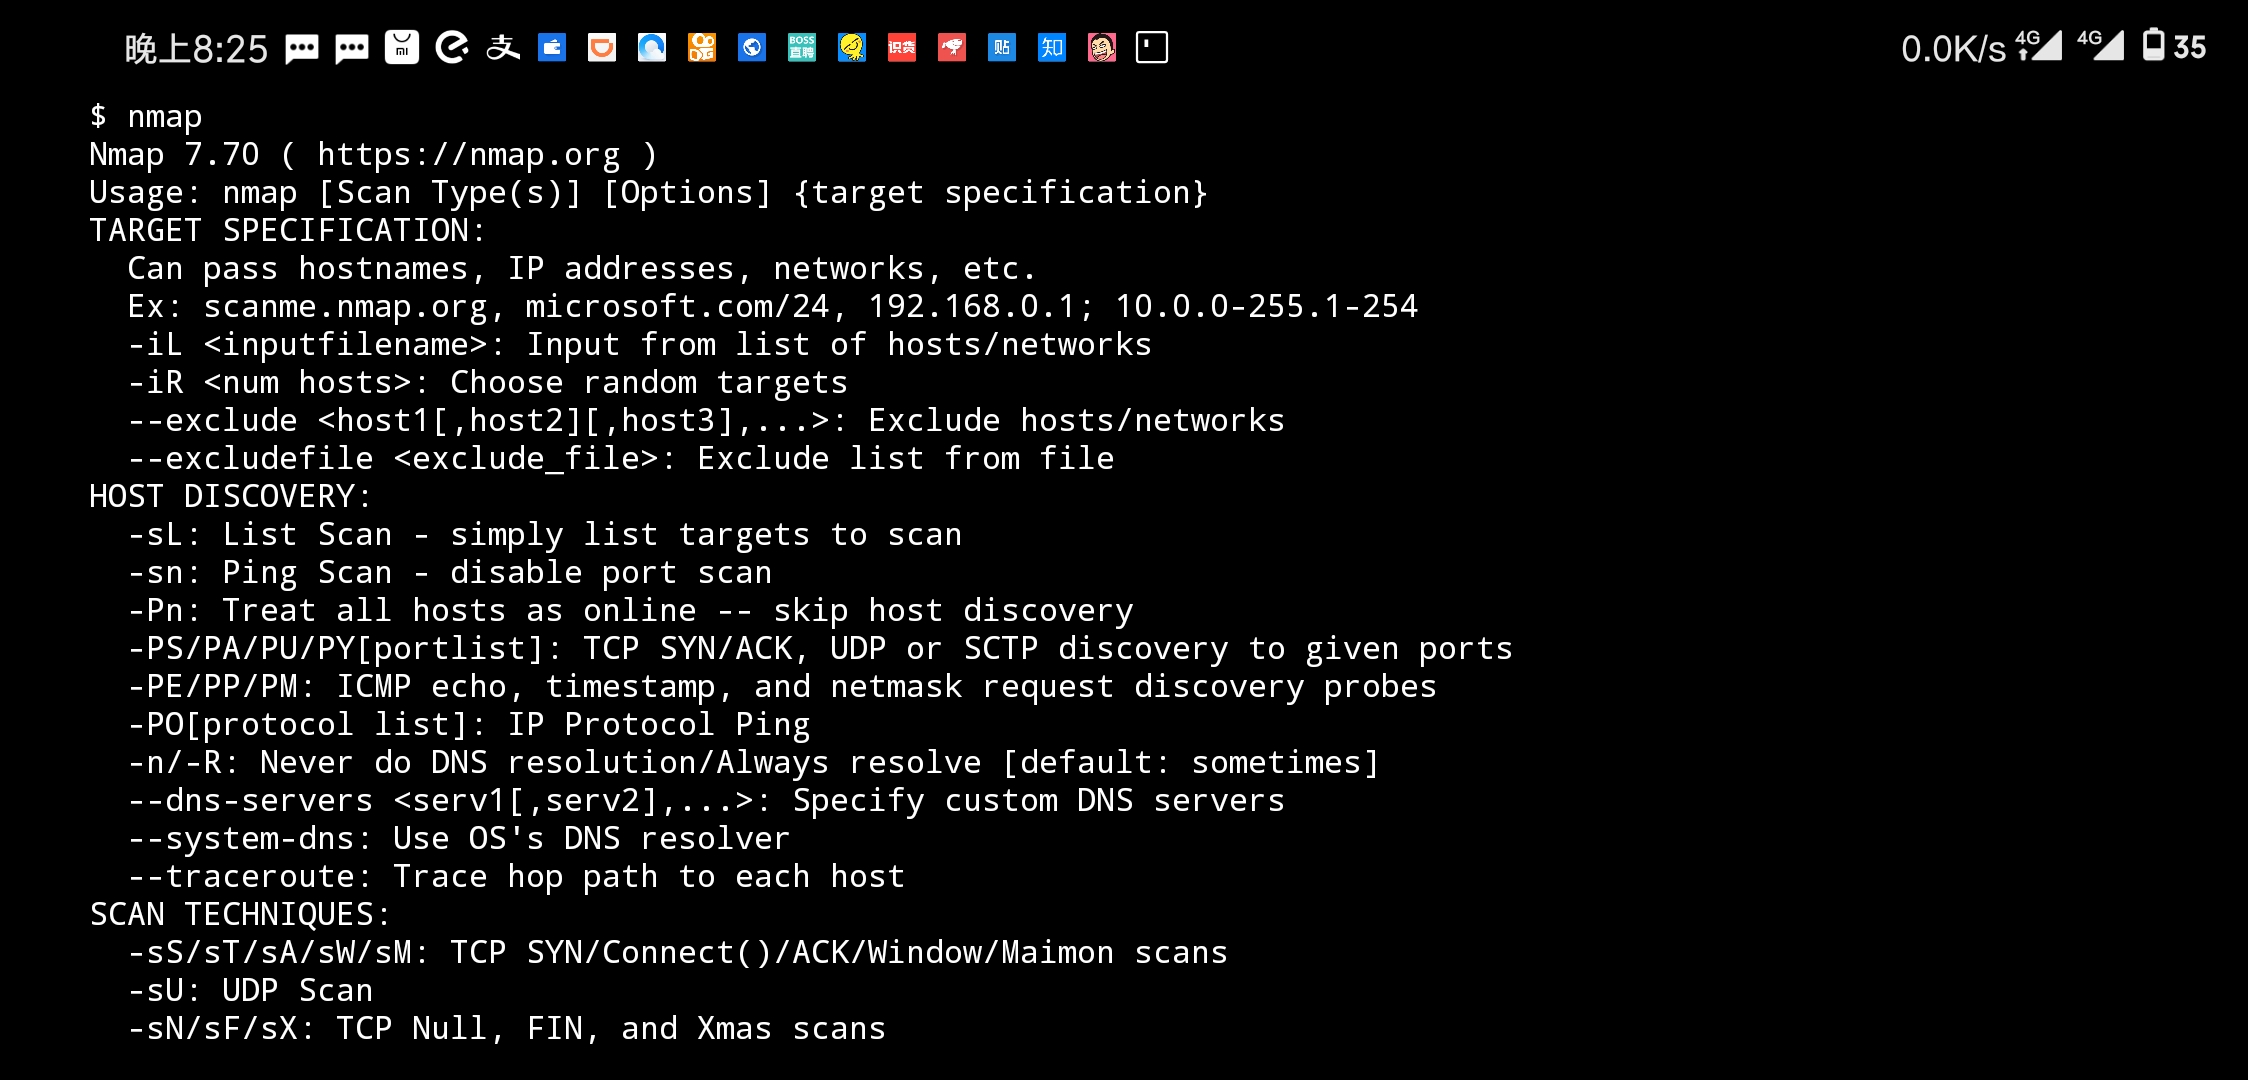 晚上8:25 mi 支 BOSS 直聘 识货 贴 知 0.0K/s 4G 4G 35
$ nmap
Nmap 7.70 ( https://nmap.org )
Usage: nmap [Scan Type(s)] [Options] {target specification}
TARGET SPECIFICATION:
  Can pass hostnames, IP addresses, networks, etc.
  Ex: scanme.nmap.org, microsoft.com/24, 192.168.0.1; 10.0.0-255.1-254
  -iL <inputfilename>: Input from list of hosts/networks
  -iR <num hosts>: Choose random targets
  --exclude <host1[,host2][,host3],...>: Exclude hosts/networks
  --excludefile <exclude_file>: Exclude list from file
HOST DISCOVERY:
  -sL: List Scan - simply list targets to scan
  -sn: Ping Scan - disable port scan
  -Pn: Treat all hosts as online -- skip host discovery
  -PS/PA/PU/PY[portlist]: TCP SYN/ACK, UDP or SCTP discovery to given ports
  -PE/PP/PM: ICMP echo, timestamp, and netmask request discovery probes
  -PO[protocol list]: IP Protocol Ping
  -n/-R: Never do DNS resolution/Always resolve [default: sometimes]
  --dns-servers <serv1[,serv2],...>: Specify custom DNS servers
  --system-dns: Use OS's DNS resolver
  --traceroute: Trace hop path to each host
SCAN TECHNIQUES:
  -sS/sT/sA/sW/sM: TCP SYN/Connect()/ACK/Window/Maimon scans
  -sU: UDP Scan
  -sN/sF/sX: TCP Null, FIN, and Xmas scans